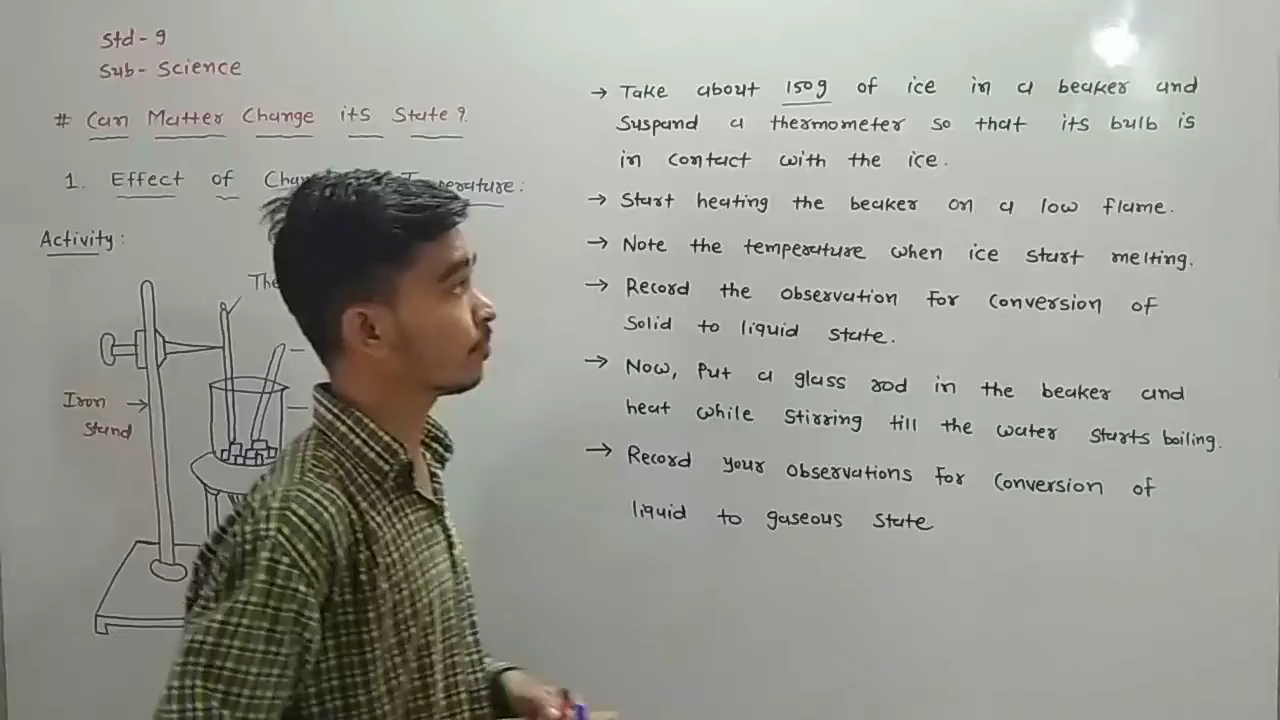 Std - 9
Sub - Science
# Can Matter Change its State ?
1. Effect of
Activity :
Iron
Stand
→ Take about 150g of ice in a beaker and
Suspand a thermometer so that its bulb is
in contact with the ice.
→ Start heating the beaker on a low flame.
→ Note the temperature when ice start melting.
→ Record the observation for conversion of
Solid to liquid state.
→ Now, Put a glass rod in the beaker and
heat while Stirring till the water starts boiling.
→ Record your observations for conversion of
liquid to gaseous state